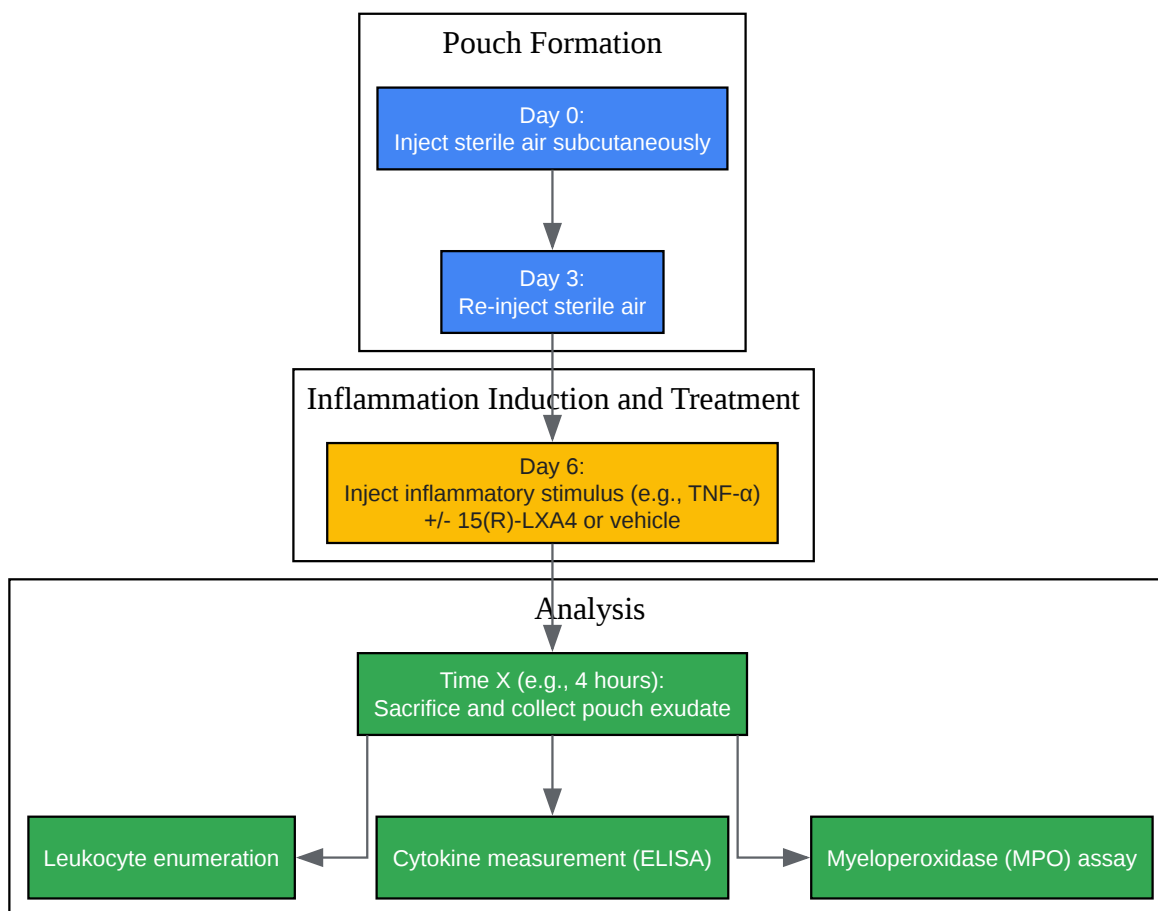 Pouch Formation
Day 0:
Inject sterile air subcutaneously
Day 3:
Re-inject sterile air
Inflammation Induction and Treatment
Day 6:
Inject inflammatory stimulus (e.g., TNF-α)
+/- 15(R)-LXA4 or vehicle
Analysis
Time X (e.g., 4 hours):
Sacrifice and collect pouch exudate
Leukocyte enumeration
Cytokine measurement (ELISA)
Myeloperoxidase (MPO) assay